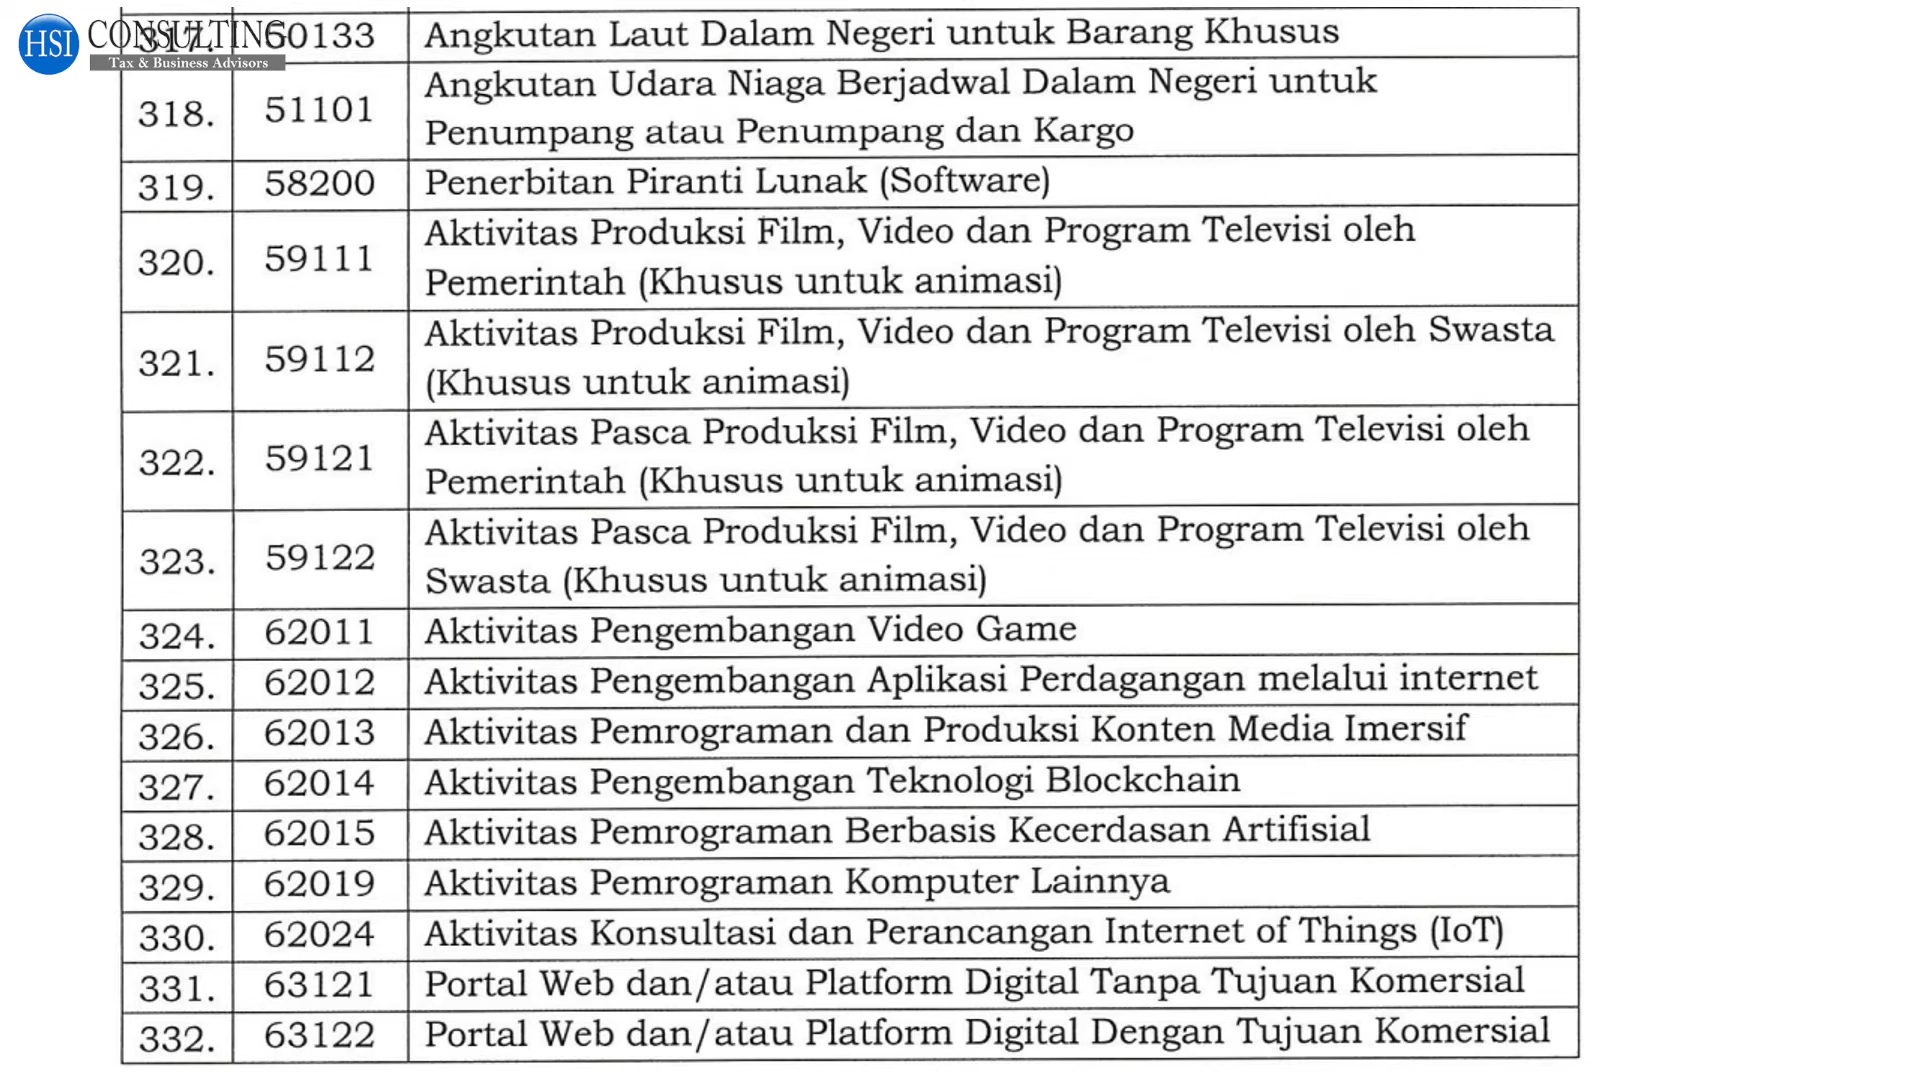 HSI CONSULTING
Tax & Business Advisors
317. 60133 Angkutan Laut Dalam Negeri untuk Barang Khusus
318. 51101 Angkutan Udara Niaga Berjadwal Dalam Negeri untuk
Penumpang atau Penumpang dan Kargo
319. 58200 Penerbitan Piranti Lunak (Software)
320. 59111 Aktivitas Produksi Film, Video dan Program Televisi oleh
Pemerintah (Khusus untuk animasi)
321. 59112 Aktivitas Produksi Film, Video dan Program Televisi oleh Swasta
(Khusus untuk animasi)
322. 59121 Aktivitas Pasca Produksi Film, Video dan Program Televisi oleh
Pemerintah (Khusus untuk animasi)
323. 59122 Aktivitas Pasca Produksi Film, Video dan Program Televisi oleh
Swasta (Khusus untuk animasi)
324. 62011 Aktivitas Pengembangan Video Game
325. 62012 Aktivitas Pengembangan Aplikasi Perdagangan melalui internet
326. 62013 Aktivitas Pemrograman dan Produksi Konten Media Imersif
327. 62014 Aktivitas Pengembangan Teknologi Blockchain
328. 62015 Aktivitas Pemrograman Berbasis Kecerdasan Artifisial
329. 62019 Aktivitas Pemrograman Komputer Lainnya
330. 62024 Aktivitas Konsultasi dan Perancangan Internet of Things (IoT)
331. 63121 Portal Web dan/atau Platform Digital Tanpa Tujuan Komersial
332. 63122 Portal Web dan/atau Platform Digital Dengan Tujuan Komersial